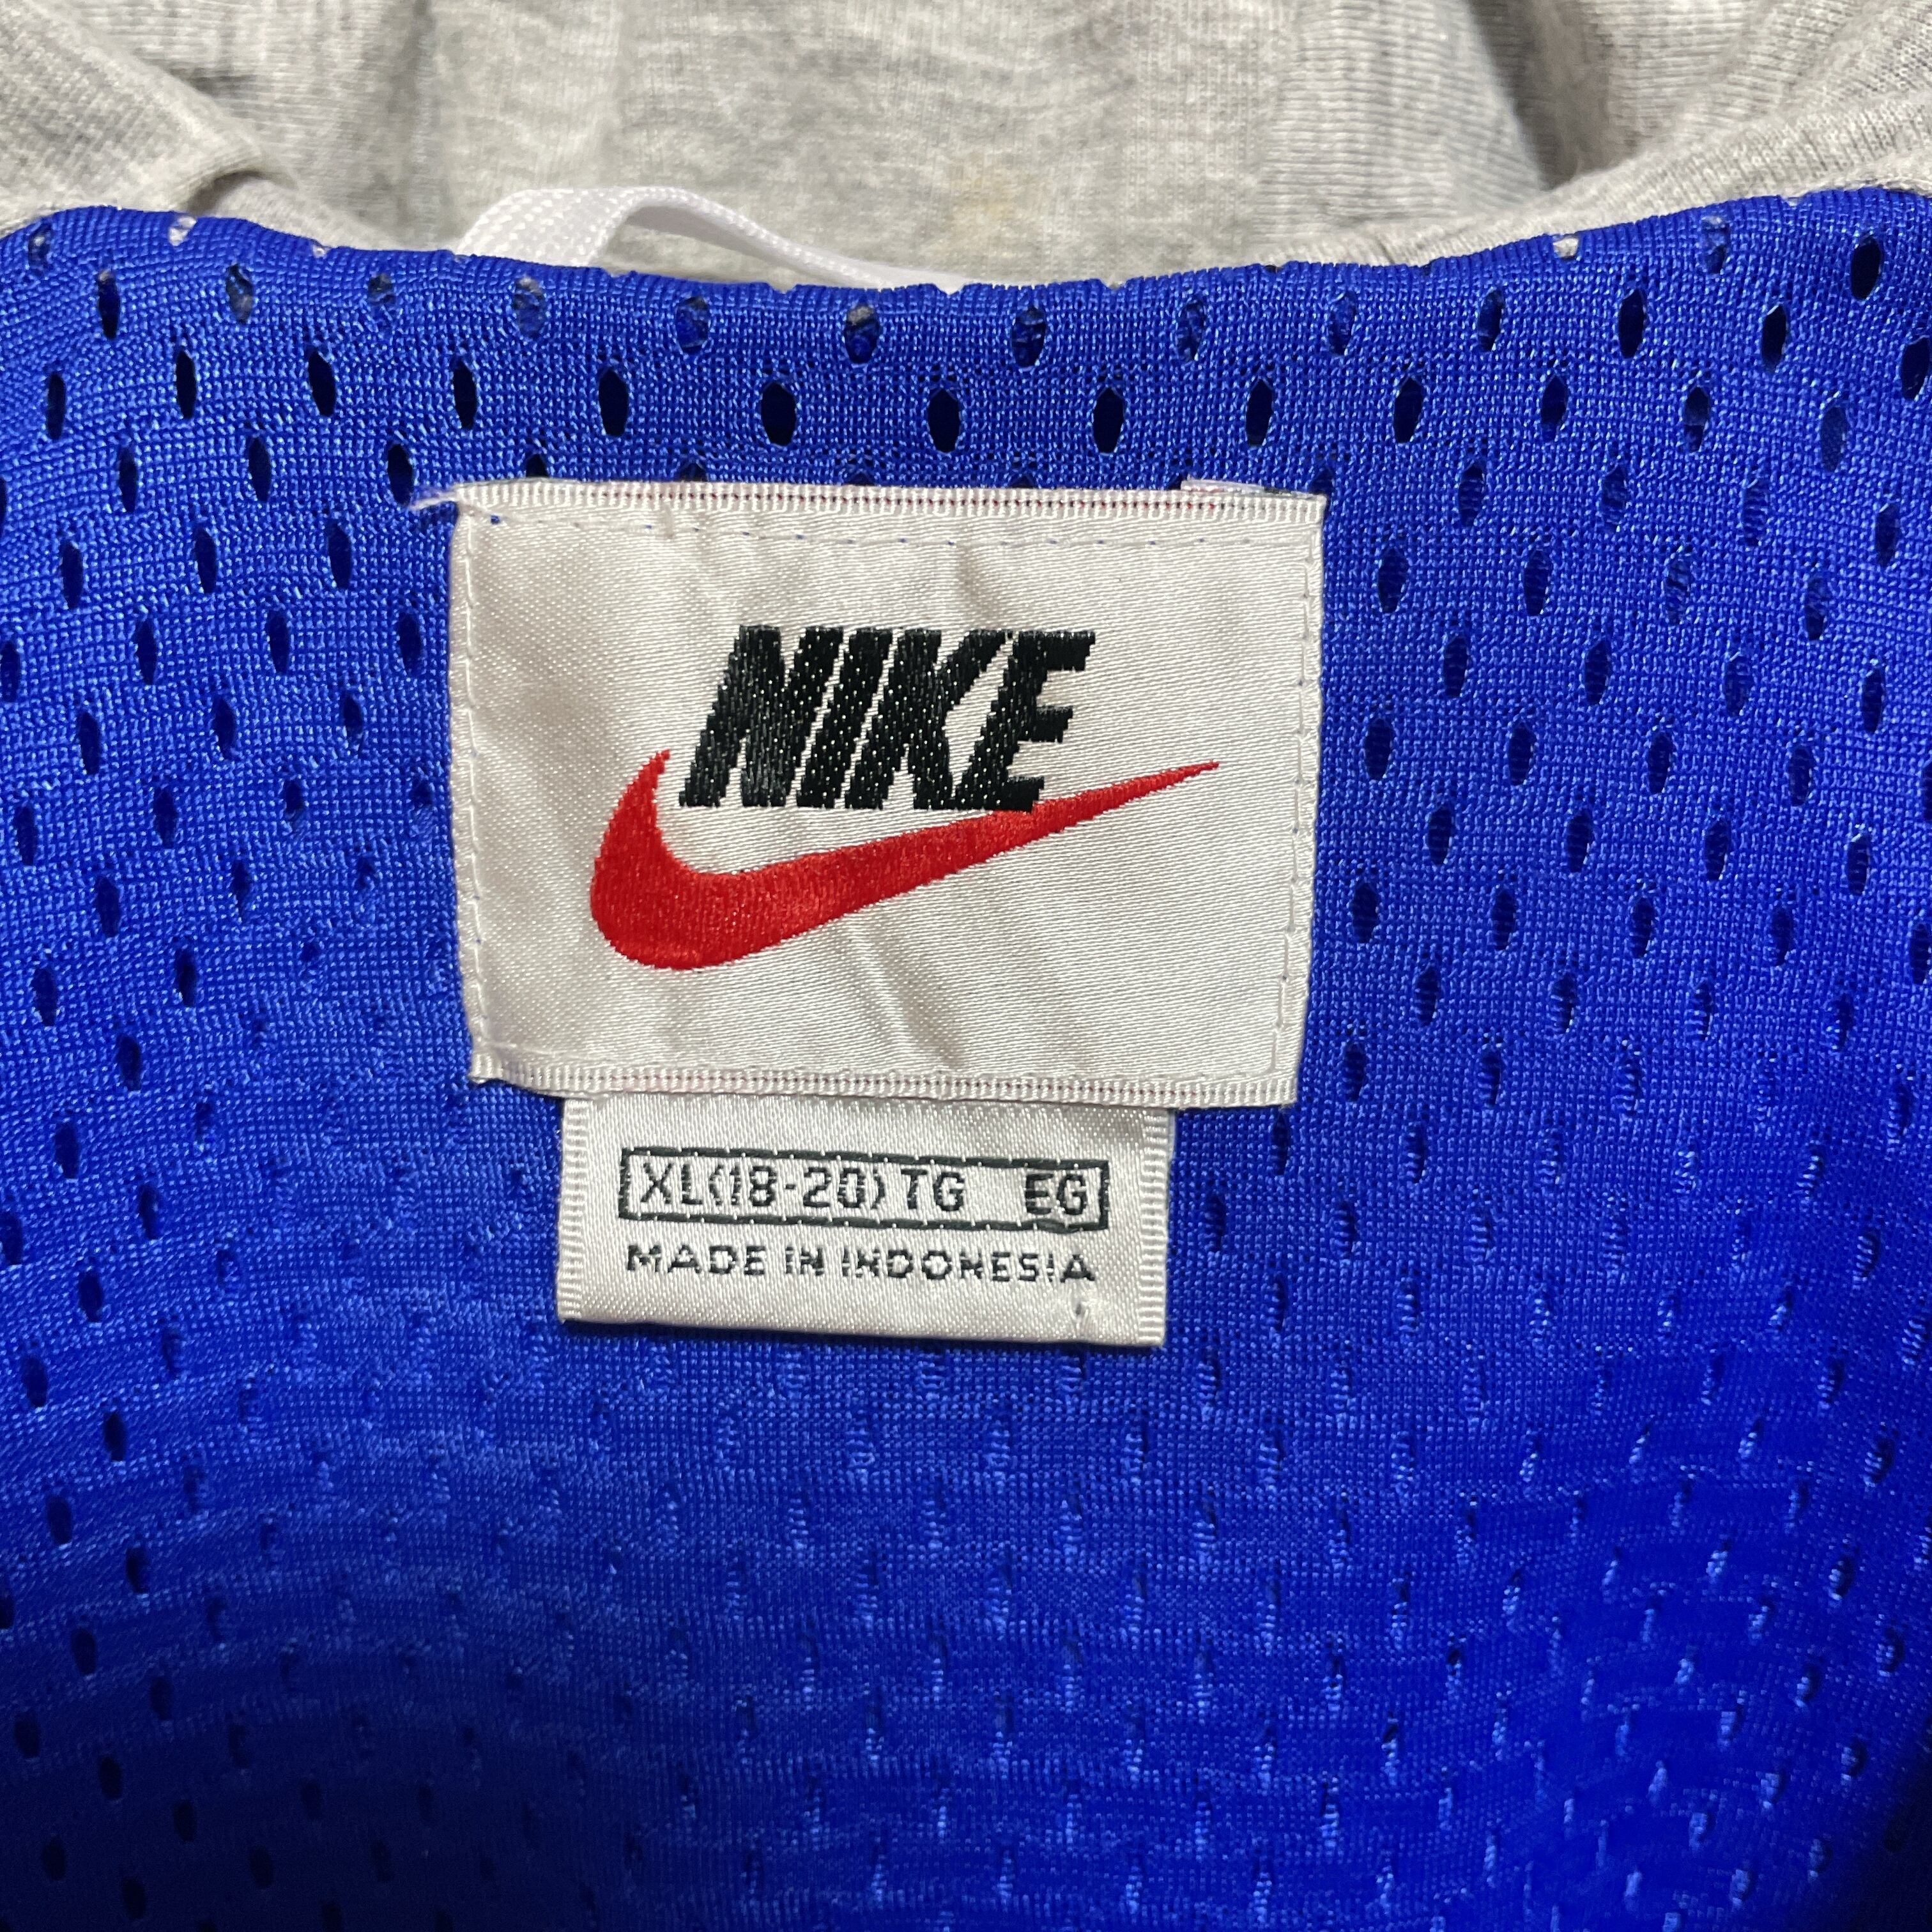 NIKE
XL(18-20) TG EG
MADE IN INDONESIA